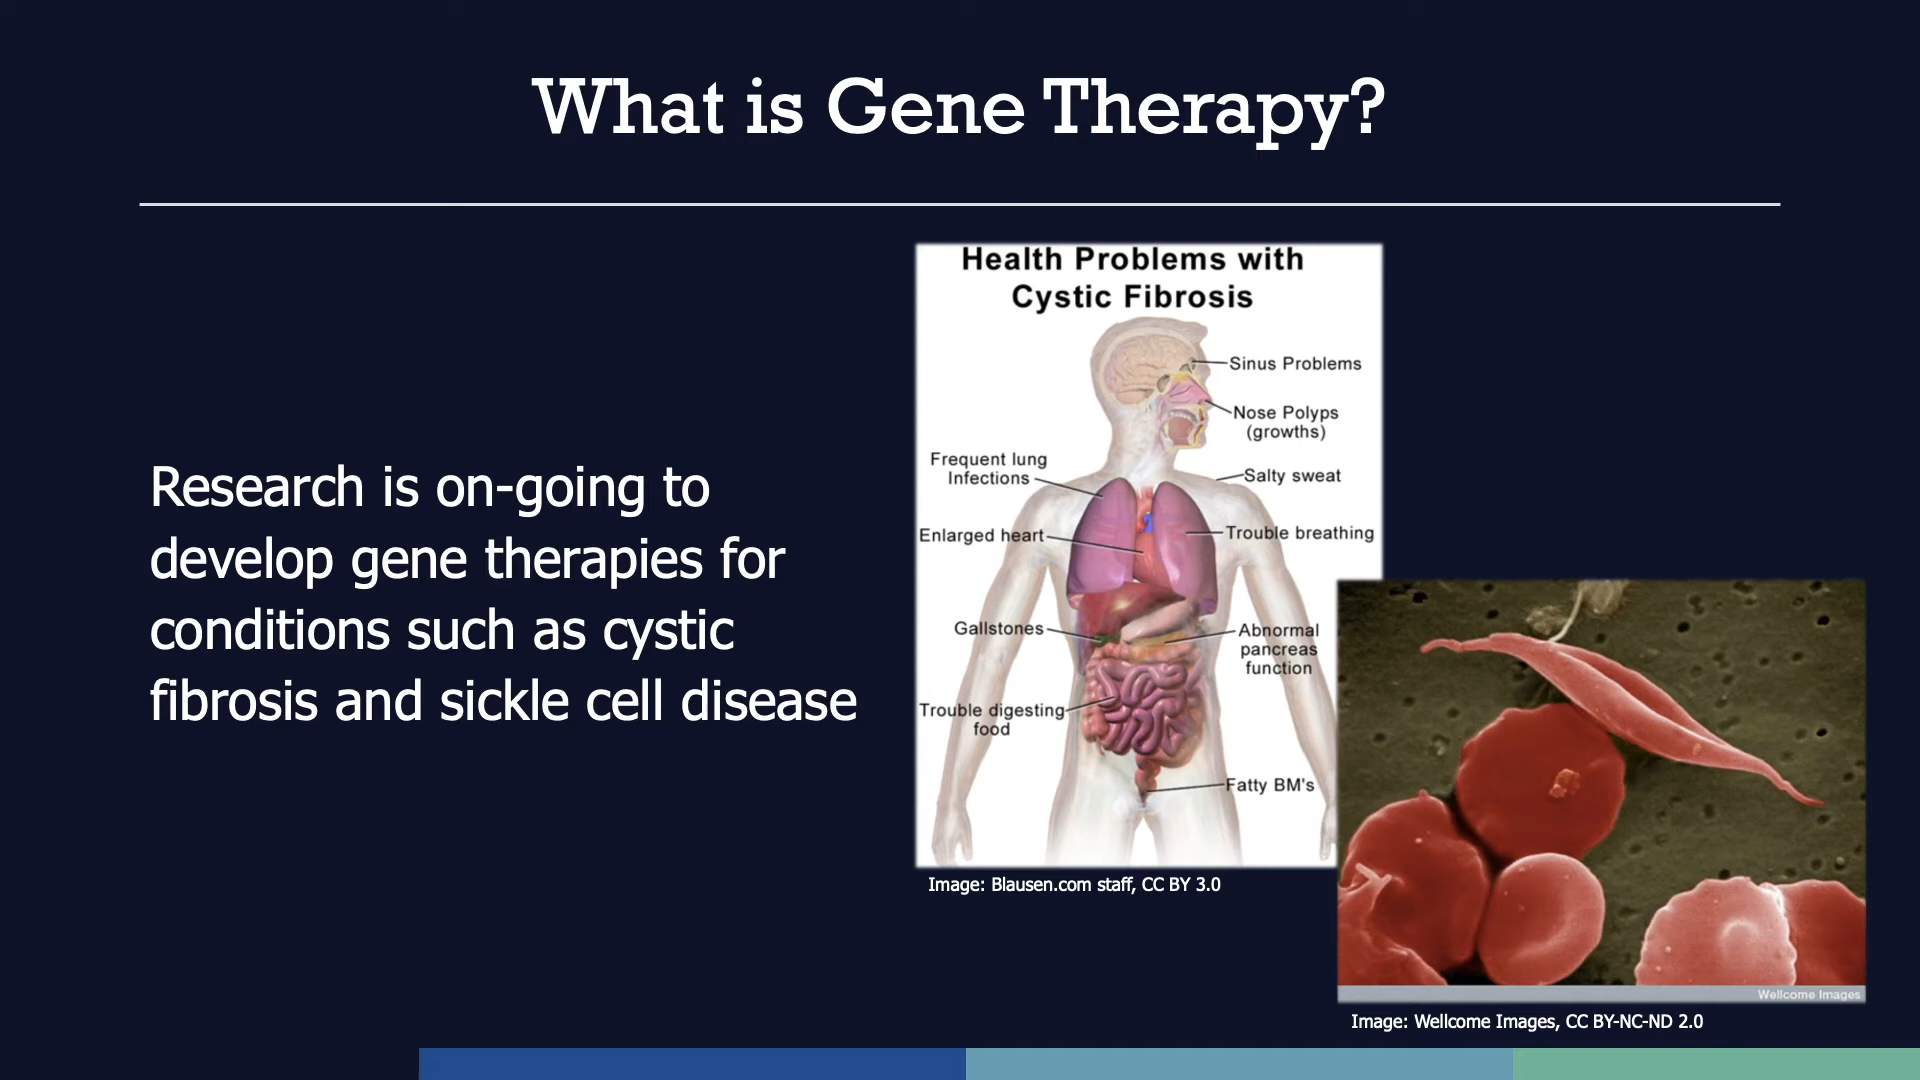 What is Gene Therapy?
Research is on-going to
develop gene therapies for
conditions such as cystic
fibrosis and sickle cell disease
Health Problems with
Cystic Fibrosis
Sinus Problems
Nose Polyps
(growths)
Frequent lung
Infections
Salty sweat
Enlarged heart
Trouble breathing
Gallstones
Abnormal
pancreas
function
Trouble digesting
food
Fatty BM's
Image: Blausen.com staff, CC BY 3.0
Wellcome Images
Image: Wellcome Images, CC BY-NC-ND 2.0